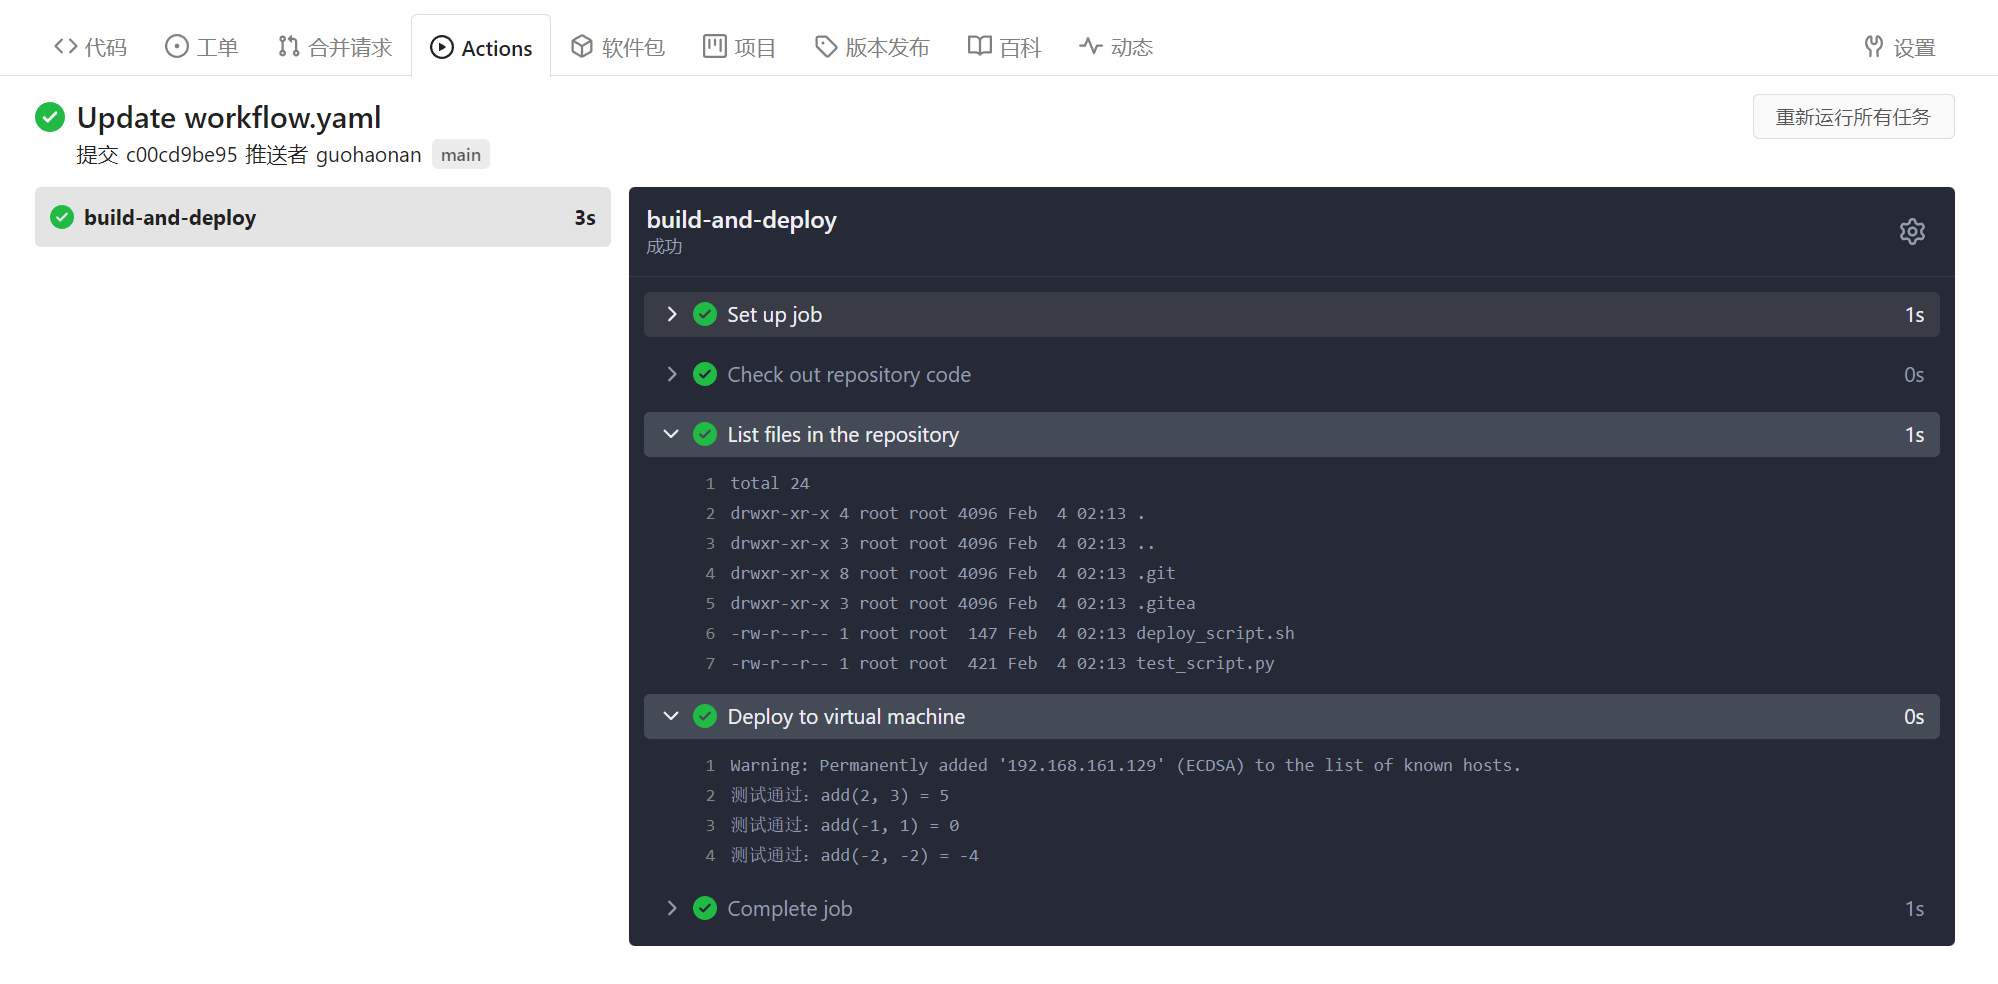 代码 工单 合并请求 Actions 软件包 项目 版本发布 百科 动态 设置
Update workflow.yaml 重新运行所有任务
提交 c00cd9be95 推送者 guohaonan main
build-and-deploy 3s
build-and-deploy
成功
Set up job 1s
Check out repository code 0s
List files in the repository 1s
1 total 24
2 drwxr-xr-x 4 root root 4096 Feb  4 02:13 .
3 drwxr-xr-x 3 root root 4096 Feb  4 02:13 ..
4 drwxr-xr-x 8 root root 4096 Feb  4 02:13 .git
5 drwxr-xr-x 3 root root 4096 Feb  4 02:13 .gitea
6 -rw-r--r-- 1 root root  147 Feb  4 02:13 deploy_script.sh
7 -rw-r--r-- 1 root root  421 Feb  4 02:13 test_script.py
Deploy to virtual machine 0s
1 Warning: Permanently added '192.168.161.129' (ECDSA) to the list of known hosts.
2 测试通过：add(2, 3) = 5
3 测试通过：add(-1, 1) = 0
4 测试通过：add(-2, -2) = -4
Complete job 1s